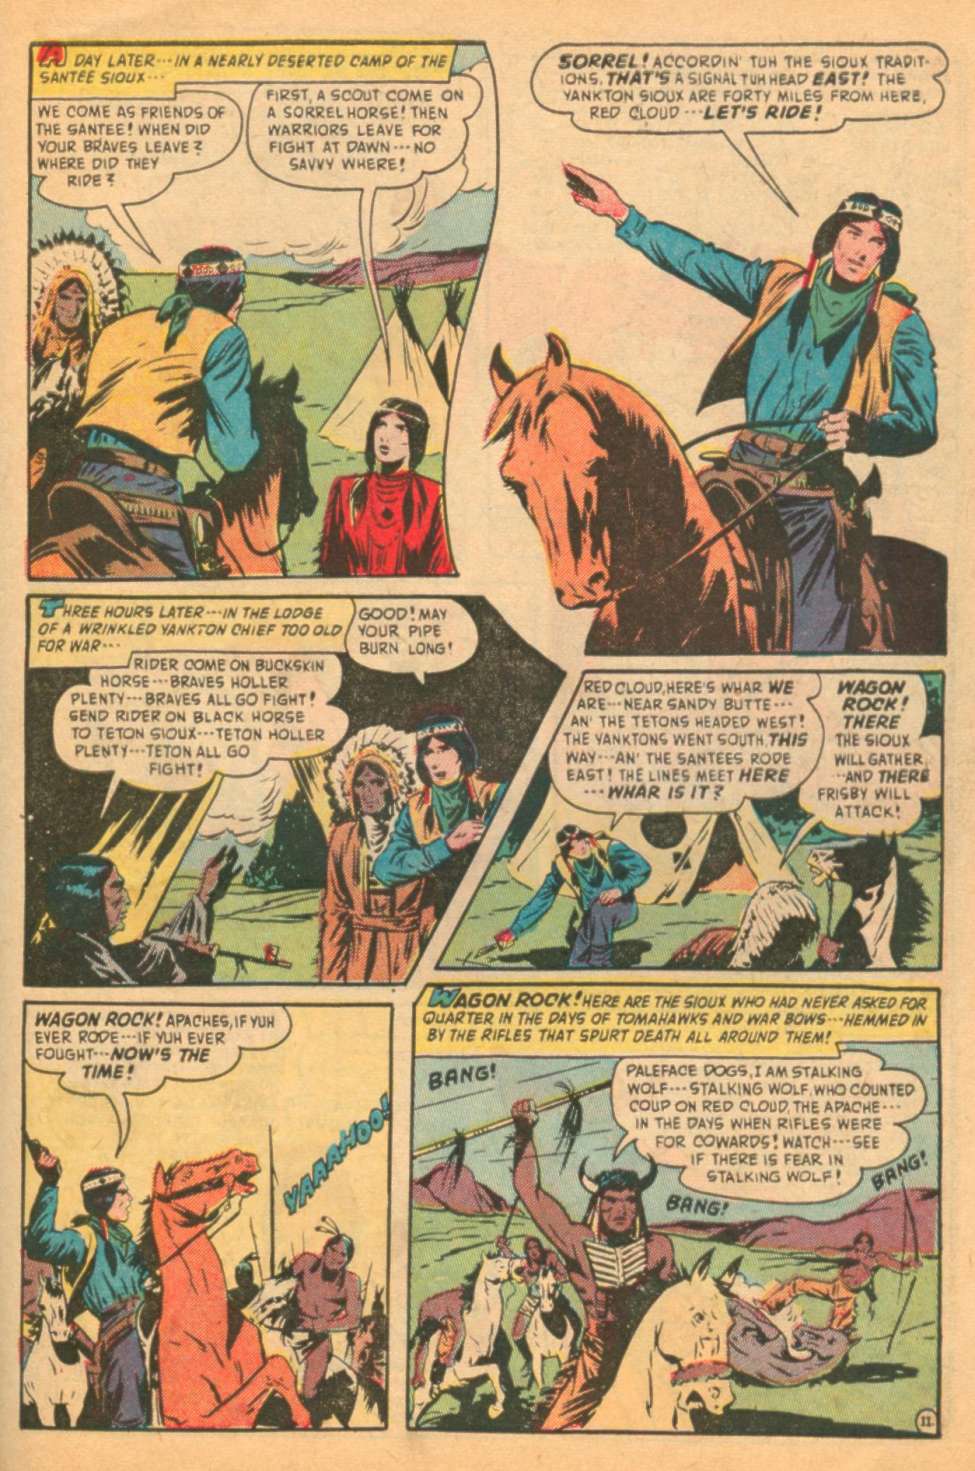 A DAY LATER---IN A NEARLY DESERTED CAMP OF THE
SANTEE SIOUX---
WE COME AS FRIENDS OF
THE SANTEE! WHEN DID
YOUR BRAVES LEAVE?
WHERE DID THEY
RIDE?
FIRST, A SCOUT COME ON
A SORREL HORSE! THEN
WARRIORS LEAVE FOR
FIGHT AT DAWN---NO
SAVVY WHERE!
SORREL! ACCORDIN' TUH THE SIOUX TRADIT-
IONS, THAT'S A SIGNAL TUH HEAD EAST! THE
YANKTON SIOUX ARE FORTY MILES FROM HERE,
RED CLOUD---LET'S RIDE!
THREE HOURS LATER---IN THE LODGE
OF A WRINKLED YANKTON CHIEF TOO OLD
FOR WAR---
RIDER COME ON BUCKSKIN
HORSE---BRAVES HOLLER
PLENTY---BRAVES ALL GO FIGHT!
SEND RIDER ON BLACK HORSE
TO TETON SIOUX---TETON HOLLER
PLENTY---TETON ALL GO
FIGHT!
GOOD! MAY
YOUR PIPE
BURN LONG!
RED CLOUD, HERE'S WHAR WE
ARE---NEAR SANDY BUTTE---
AN' THE TETONS HEADED WEST!
THE YANKTONS WENT SOUTH, THIS
WAY---AN' THE SANTEES RODE
EAST! THE LINES MEET HERE
---WHAR IS IT?
WAGON
ROCK!
THERE
THE SIOUX
WILL GATHER
---AND THERE
FRISBY WILL
ATTACK!
WAGON ROCK! APACHES, IF YUH
EVER RODE---IF YUH EVER
FOUGHT---NOW'S THE
TIME!
YAAAAHOO!
WAGON ROCK! HERE ARE THE SIOUX WHO HAD NEVER ASKED FOR
QUARTER IN THE DAYS OF TOMAHAWKS AND WAR BOWS---HEMMED IN
BY THE RIFLES THAT SPURT DEATH ALL AROUND THEM!
BANG!
PALEFACE DOGS, I AM STALKING
WOLF---STALKING WOLF, WHO COUNTED
COUP ON RED CLOUD, THE APACHE---
IN THE DAYS WHEN RIFLES WERE
FOR COWARDS! WATCH---SEE
IF THERE IS FEAR IN
STALKING WOLF!
BANG!
BANG!
11